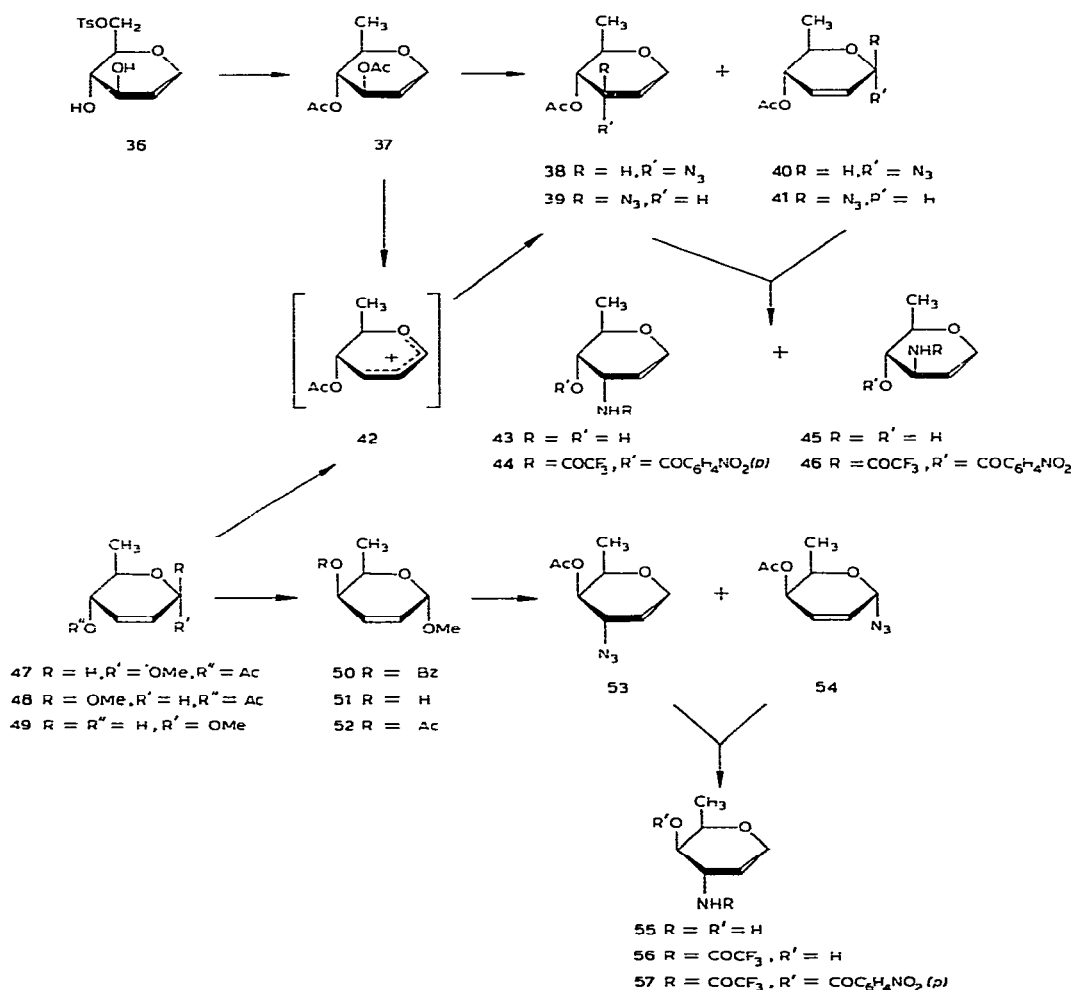 TsOCH₂
O
OH
HO
36
CH₃
O
OAc
AcO
37
CH₃
O
R
AcO
R'
38 R = H, R' = N₃
39 R = N₃, R' = H
+
CH₃
O
R
AcO
R'
40 R = H, R' = N₃
41 R = N₃, R' = H
CH₃
O
+
AcO
42
CH₃
O
R'O
NHR
43 R = R' = H
44 R = COCF₃, R' = COC₆H₄NO₂(p)
+
CH₃
O
NHR
R'O
45 R = R' = H
46 R = COCF₃, R' = COC₆H₄NO₂
CH₃
O
R
R"O
R'
47 R = H, R' = OMe, R" = Ac
48 R = OMe, R' = H, R" = Ac
49 R = R" = H, R' = OMe
RO
CH₃
O
OMe
50 R = Bz
51 R = H
52 R = Ac
AcO
CH₃
O
N₃
53
+
AcO
CH₃
O
N₃
54
R'O
CH₃
O
NHR
55 R = R' = H
56 R = COCF₃, R' = H
57 R = COCF₃, R' = COC₆H₄NO₂(p)